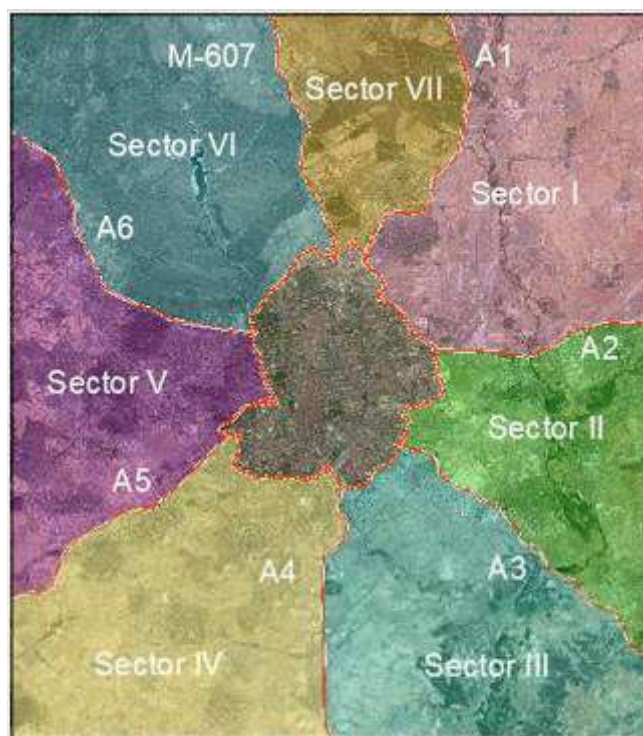 M-607
A1
Sector VII
Sector VI
Sector I
A6
A2
Sector V
Sector II
A5
A4
A3
Sector IV
Sector III